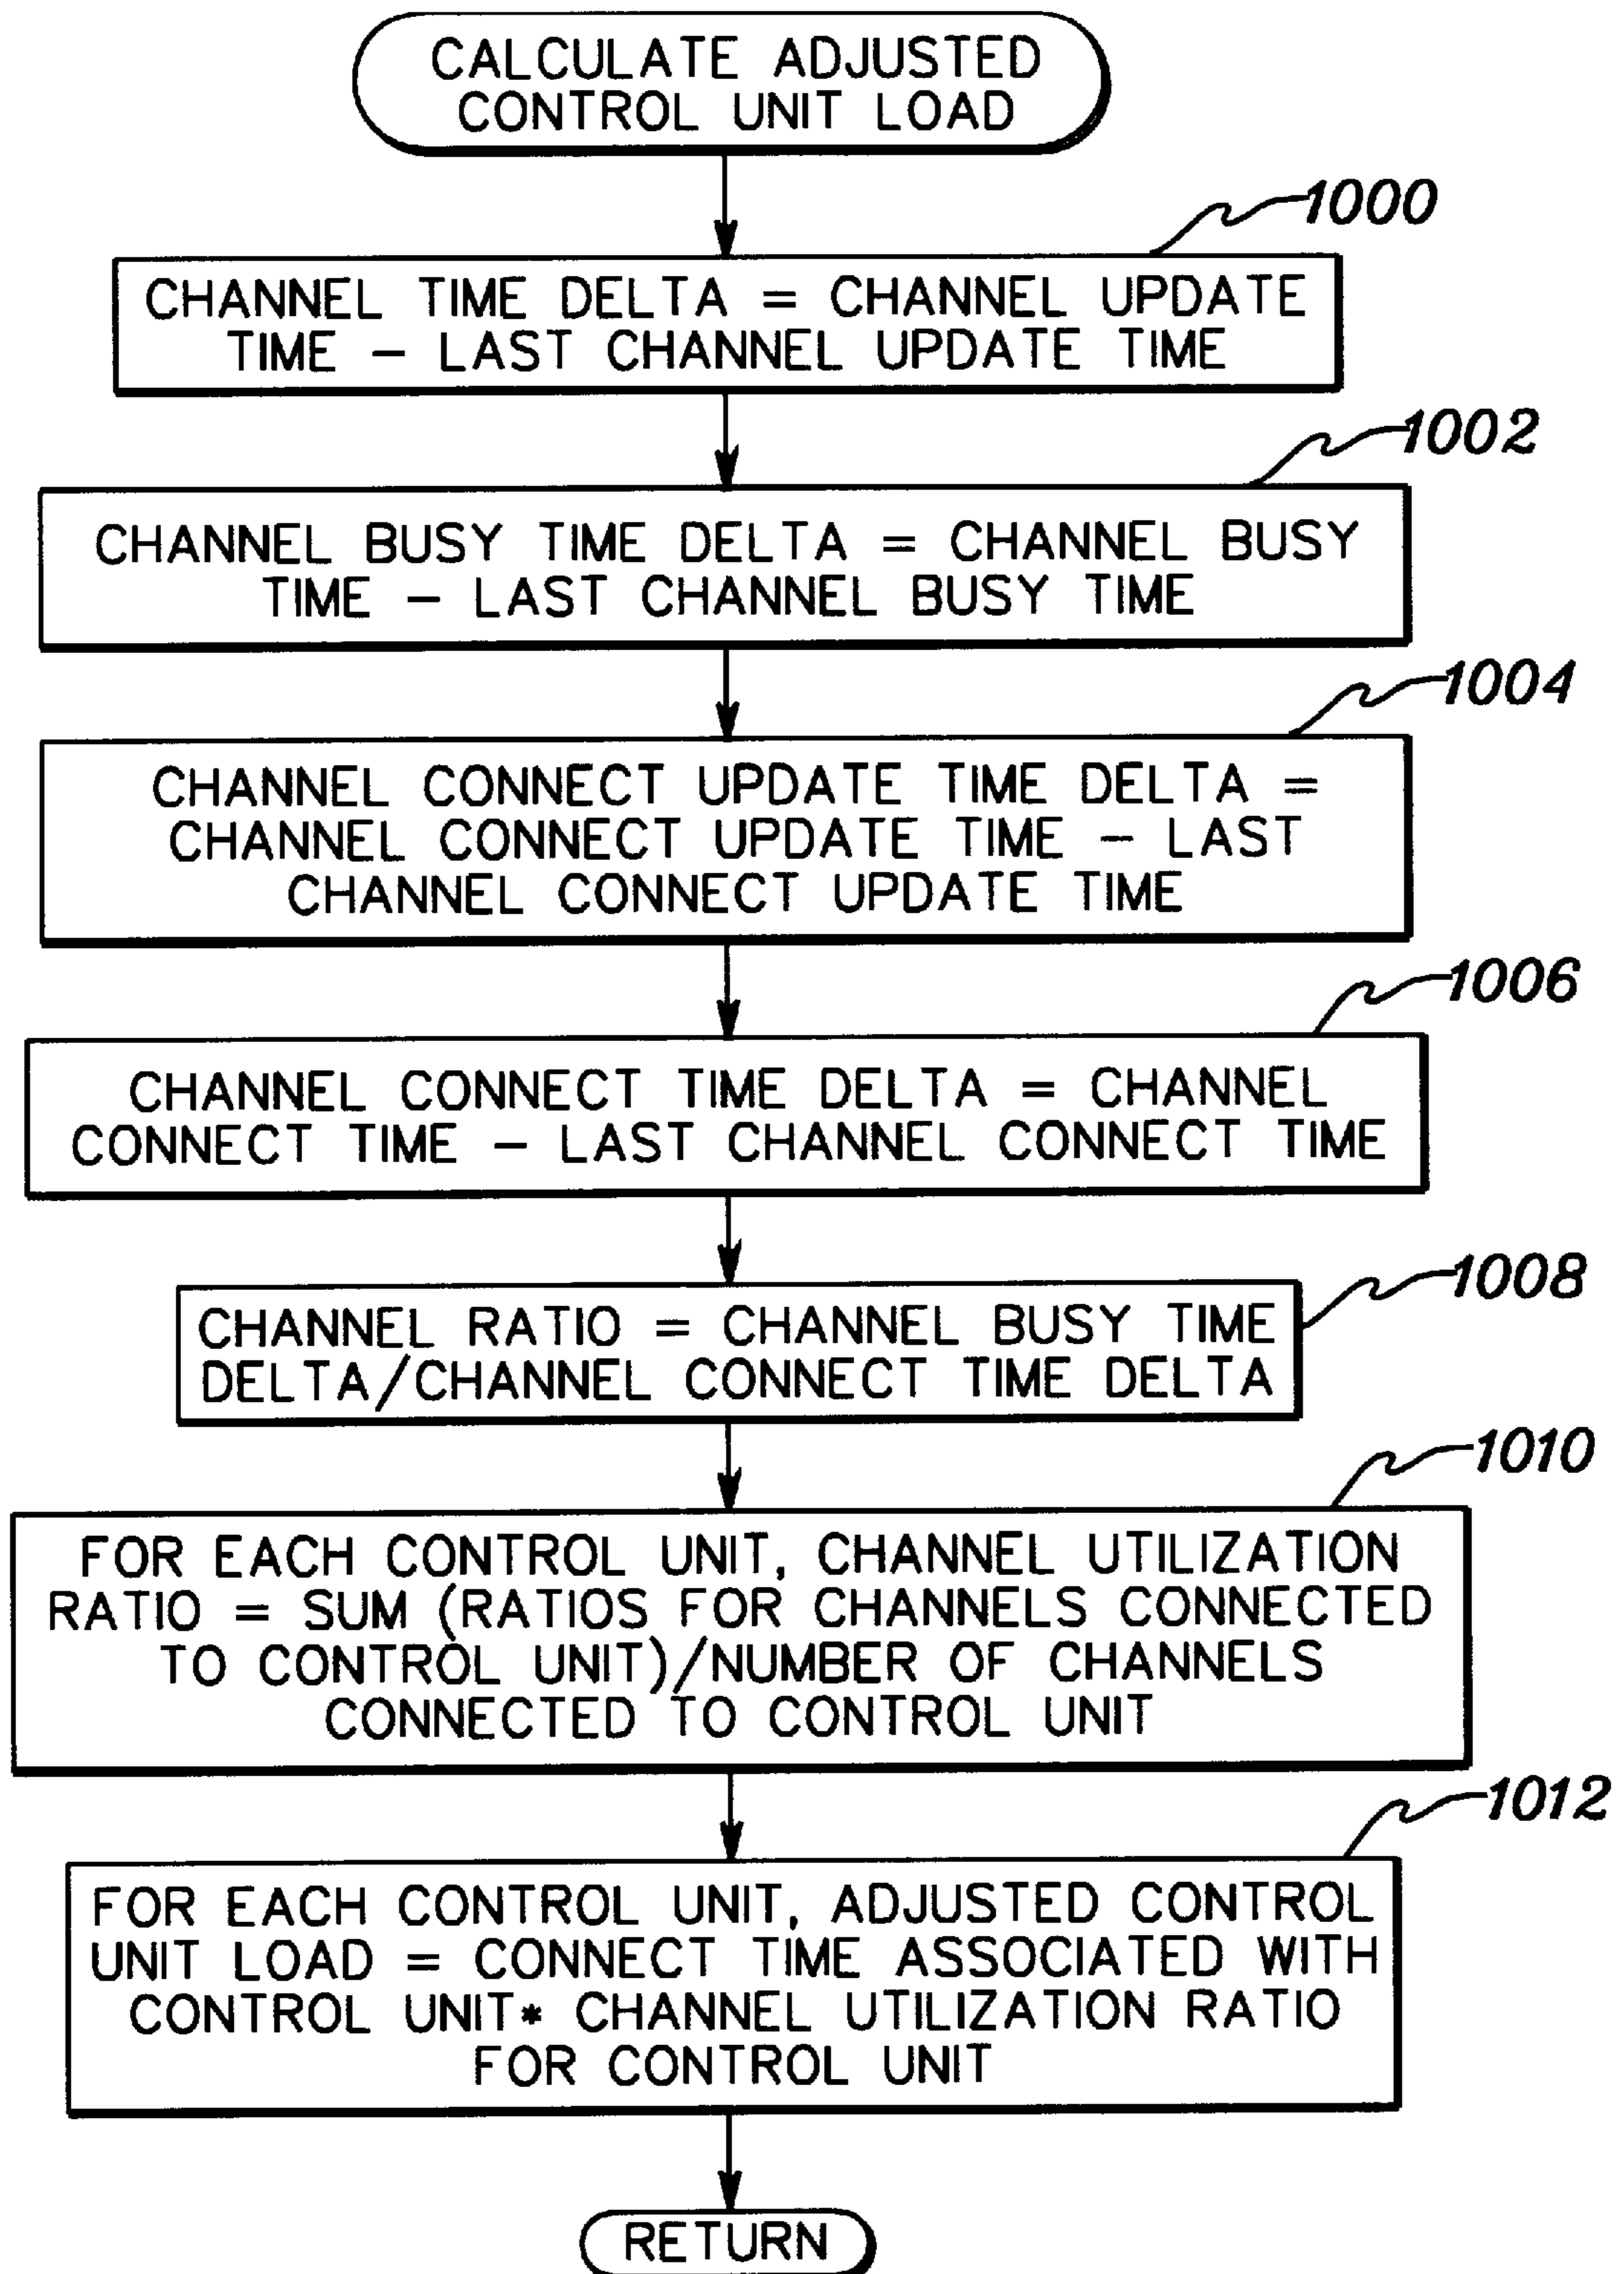 CALCULATE ADJUSTED
CONTROL UNIT LOAD
1000
CHANNEL TIME DELTA = CHANNEL UPDATE
TIME – LAST CHANNEL UPDATE TIME
1002
CHANNEL BUSY TIME DELTA = CHANNEL BUSY
TIME – LAST CHANNEL BUSY TIME
1004
CHANNEL CONNECT UPDATE TIME DELTA =
CHANNEL CONNECT UPDATE TIME – LAST
CHANNEL CONNECT UPDATE TIME
1006
CHANNEL CONNECT TIME DELTA = CHANNEL
CONNECT TIME – LAST CHANNEL CONNECT TIME
1008
CHANNEL RATIO = CHANNEL BUSY TIME
DELTA/CHANNEL CONNECT TIME DELTA
1010
FOR EACH CONTROL UNIT, CHANNEL UTILIZATION
RATIO = SUM (RATIOS FOR CHANNELS CONNECTED
TO CONTROL UNIT)/NUMBER OF CHANNELS
CONNECTED TO CONTROL UNIT
1012
FOR EACH CONTROL UNIT, ADJUSTED CONTROL
UNIT LOAD = CONNECT TIME ASSOCIATED WITH
CONTROL UNIT* CHANNEL UTILIZATION RATIO
FOR CONTROL UNIT
RETURN